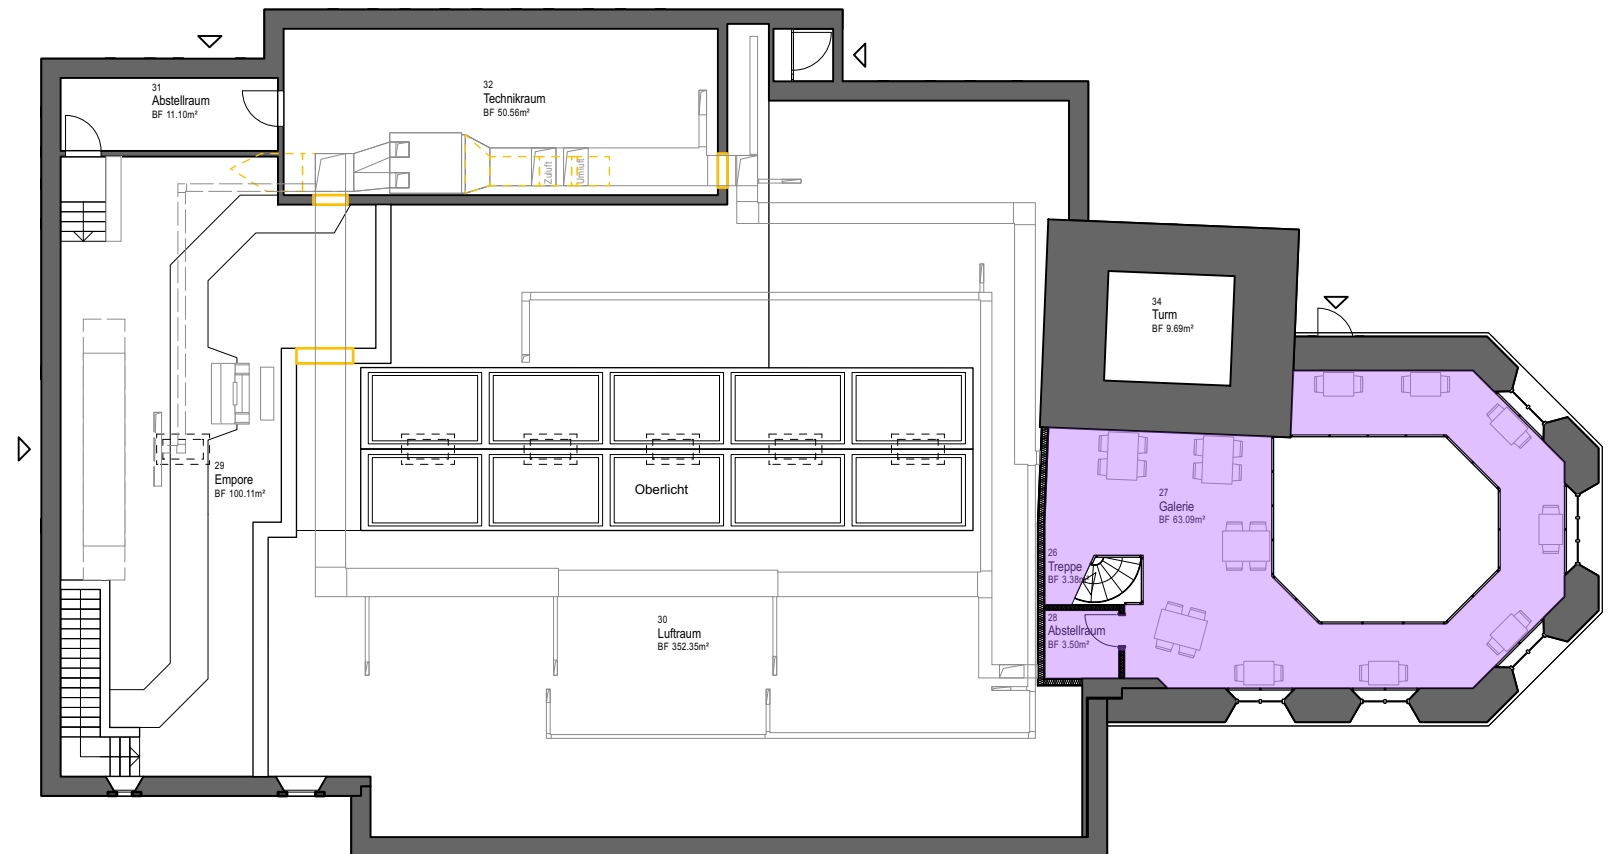 31
Abstellraum
BF 11.10m²
32
Technikraum
BF 50.56m²
Zuluft
Umluft
34
Turm
BF 9.69m²
29
Empore
BF 100.11m²
Oberlicht
27
Galerie
BF 63.09m²
26
Treppe
BF 3.38m²
28
Abstellraum
BF 3.50m²
30
Luftraum
BF 352.35m²